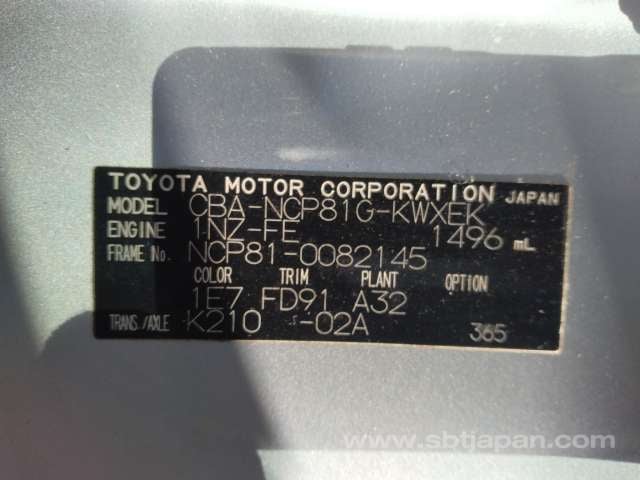 TOYOTA MOTOR CORPORATION JAPAN
MODEL CBA-NCP81G-KWXEK
ENGINE 1NZ-FE 1496 mL
FRAME No. NCP81-0082145
COLOR TRIM PLANT OPTION
1E7 FD91 A32
TRANS./AXLE K210 -02A 365
www.sbtjapan.com